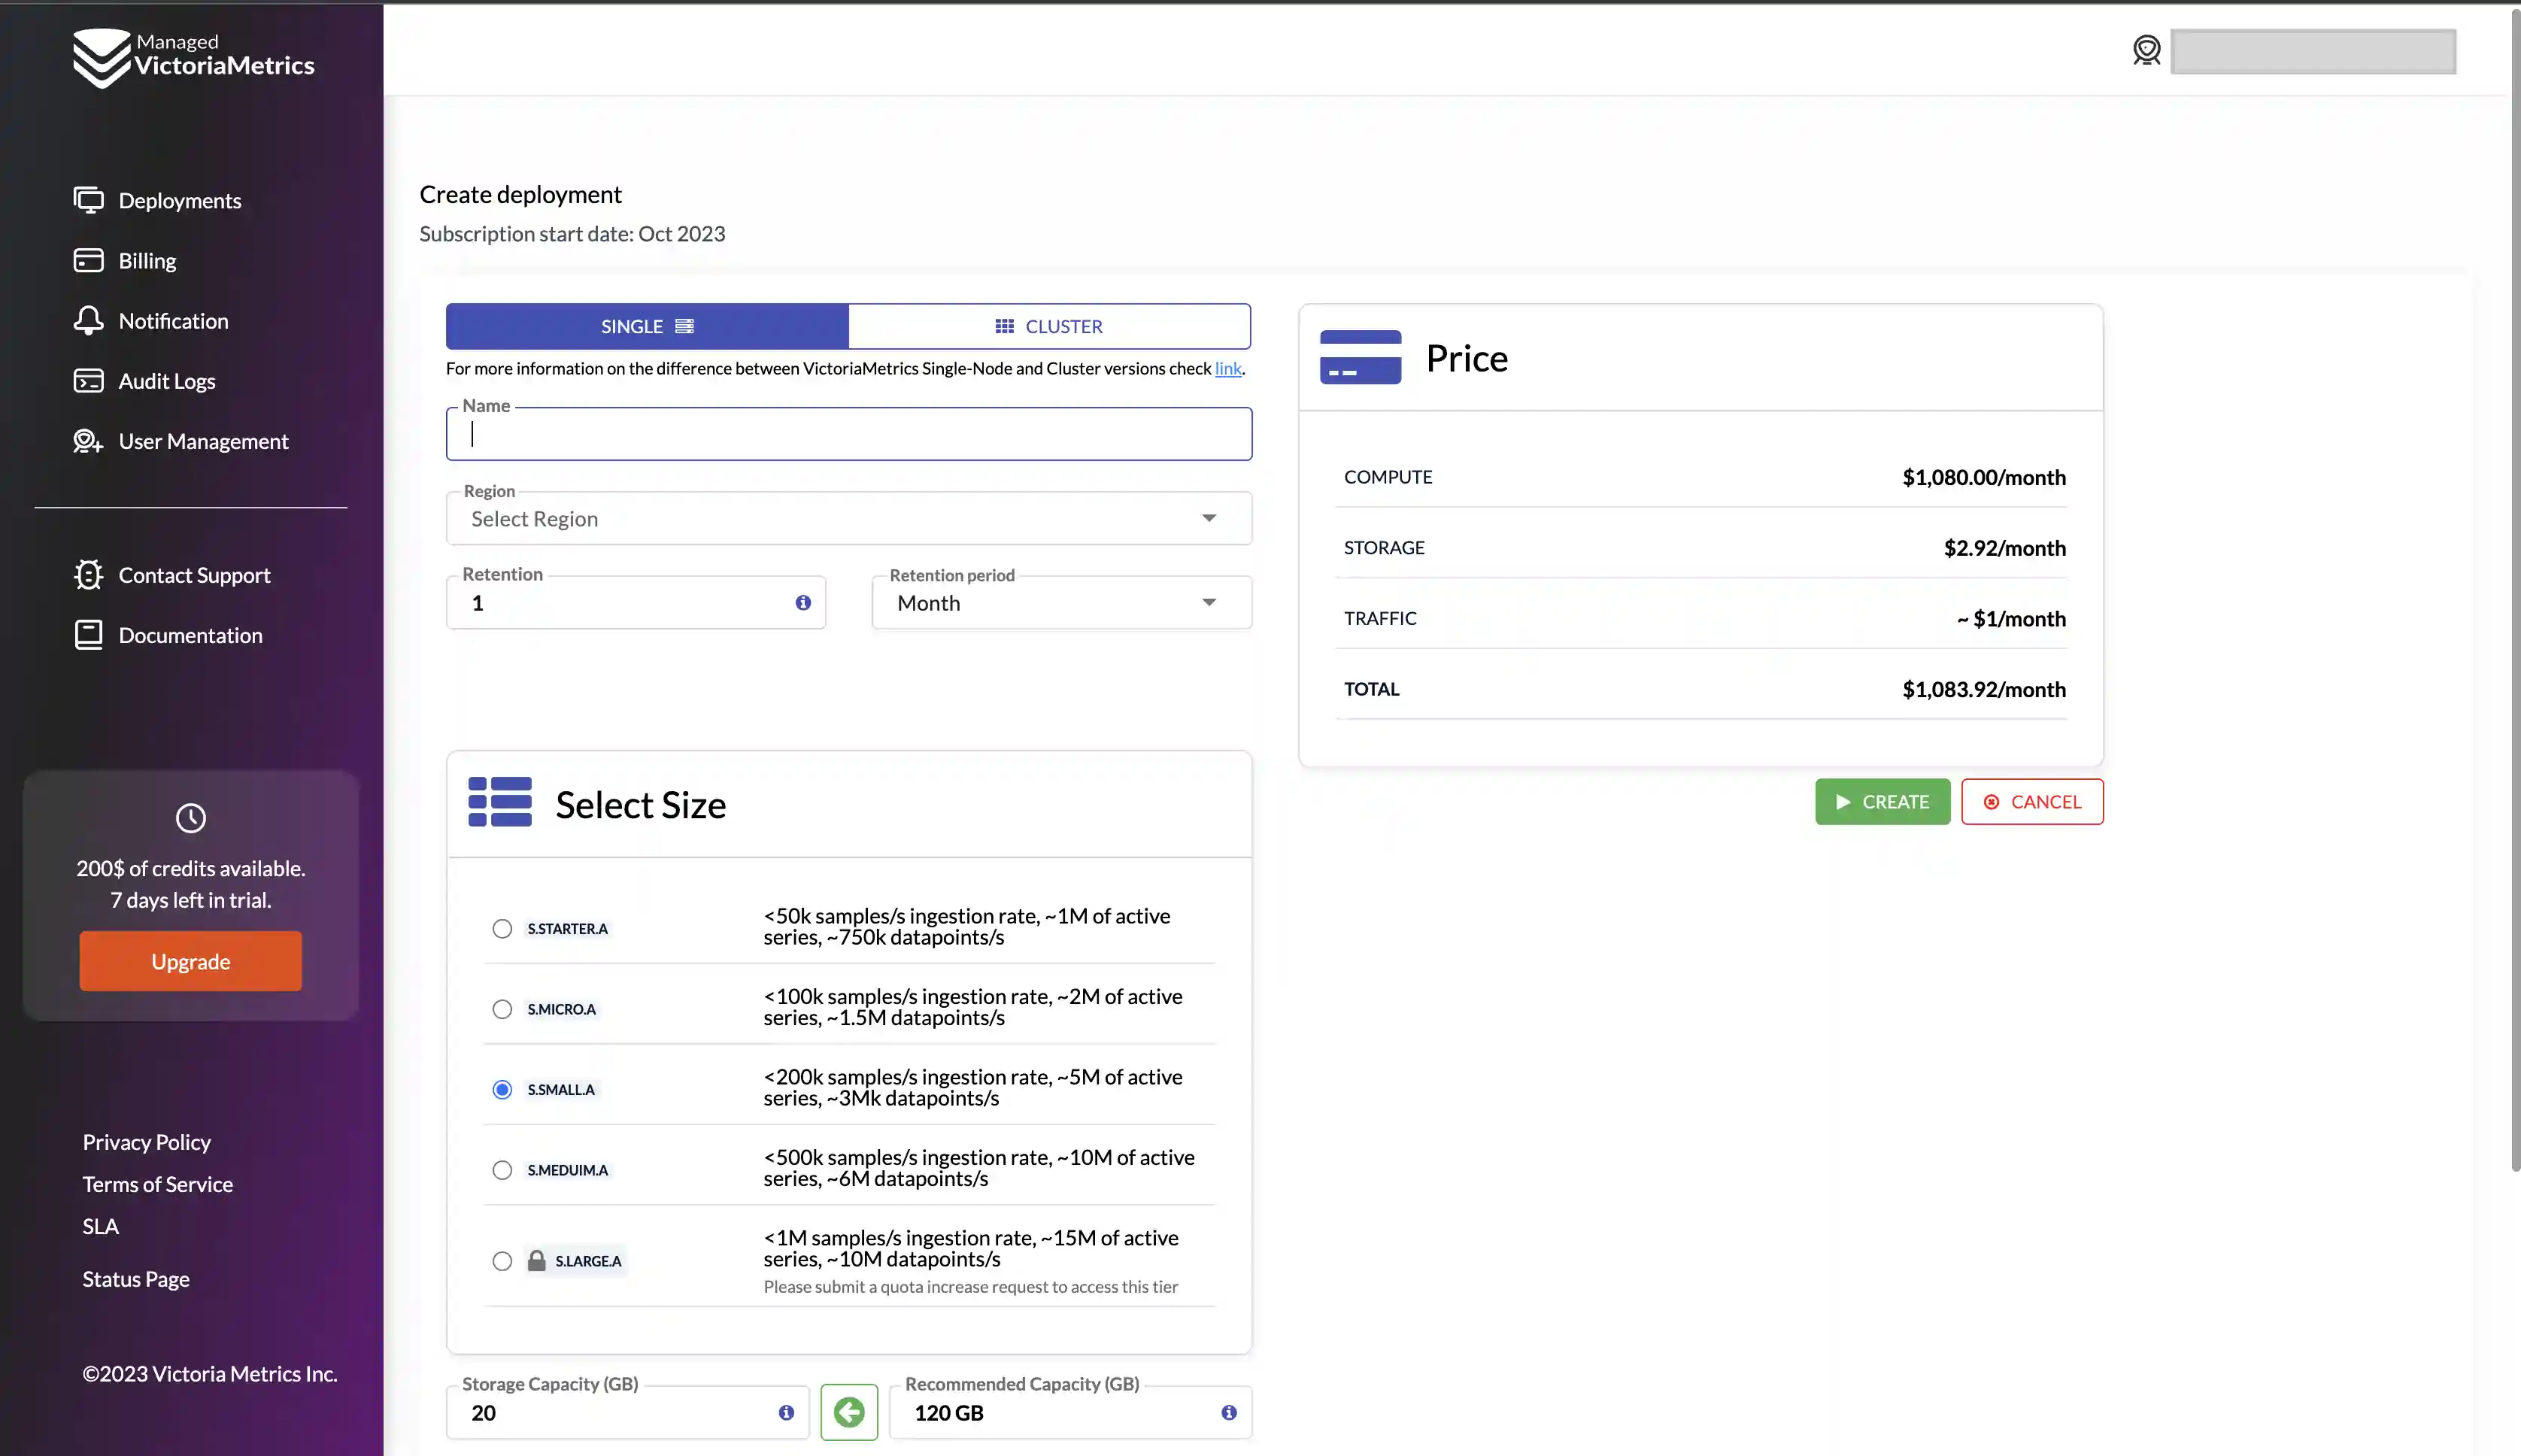 Managed
VictoriaMetrics
Deployments
Billing
Notification
Audit Logs
User Management
Contact Support
Documentation
200$ of credits available.
7 days left in trial.
Upgrade
Privacy Policy
Terms of Service
SLA
Status Page
©2023 Victoria Metrics Inc.
Create deployment
Subscription start date: Oct 2023
SINGLE
CLUSTER
For more information on the difference between VictoriaMetrics Single-Node and Cluster versions check link.
Name
Region
Select Region
Retention
1
Retention period
Month
Select Size
S.STARTER.A
<50k samples/s ingestion rate, ~1M of active
series, ~750k datapoints/s
S.MICRO.A
<100k samples/s ingestion rate, ~2M of active
series, ~1.5M datapoints/s
S.SMALL.A
<200k samples/s ingestion rate, ~5M of active
series, ~3Mk datapoints/s
S.MEDUIM.A
<500k samples/s ingestion rate, ~10M of active
series, ~6M datapoints/s
S.LARGE.A
<1M samples/s ingestion rate, ~15M of active
series, ~10M datapoints/s
Please submit a quota increase request to access this tier
Storage Capacity (GB)
20
Recommended Capacity (GB)
120 GB
Price
COMPUTE $1,080.00/month
STORAGE $2.92/month
TRAFFIC ~ $1/month
TOTAL $1,083.92/month
CREATE
CANCEL